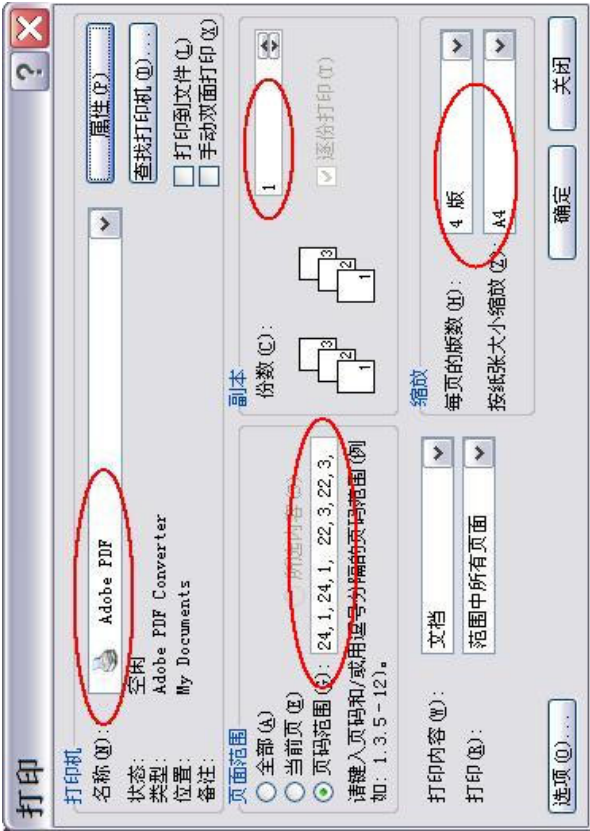 打印
打印机
名称(N): Adobe PDF
属性(P)
状态: 空闲
查找打印机(D)...
类型: Adobe PDF Converter
位置: My Documents
打印到文件(L)
备注:
手动双面打印(X)
页面范围
全部(A)
当前页(E)
所选内容(S)
页码范围(G): 24,1,24,1, 22,3,22,3,
请键入页码和/或用逗号分隔的页码范围(例
如: 1,3,5-12)。
副本
份数(C): 1
1 2 3
1 2 3
逐份打印(T)
打印内容(W): 文档
打印(R): 范围中所有页面
缩放
每页的版数(H): 4 版
按纸张大小缩放(Z): A4
选项(O)...
确定
关闭